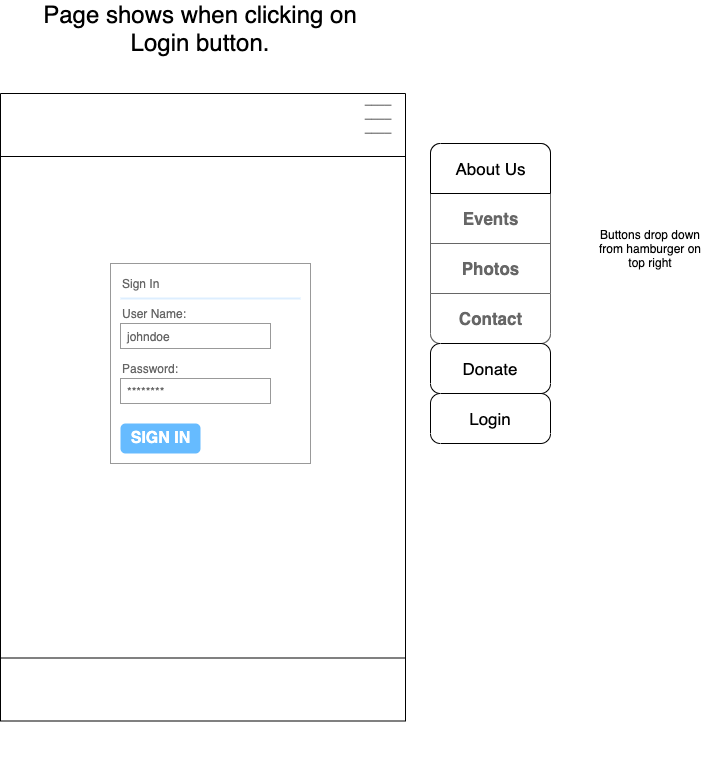 Page shows when clicking on
Login button.
Sign In
User Name:
johndoe
Password:
********
SIGN IN
About Us
Events
Photos
Contact
Donate
Login
Buttons drop down
from hamburger on
top right